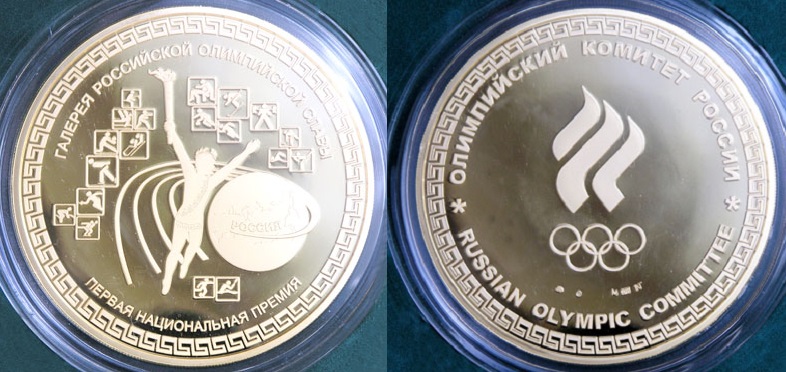 ГАЛЕРЕЯ РОССИЙСКОЙ ОЛИМПИЙСКОЙ СЛАВЫ
РОССИЯ
ПЕРВАЯ НАЦИОНАЛЬНАЯ ПРЕМИЯ
* ОЛИМПИЙСКИЙ КОМИТЕТ РОССИИ *
RUSSIAN OLYMPIC COMMITTEE